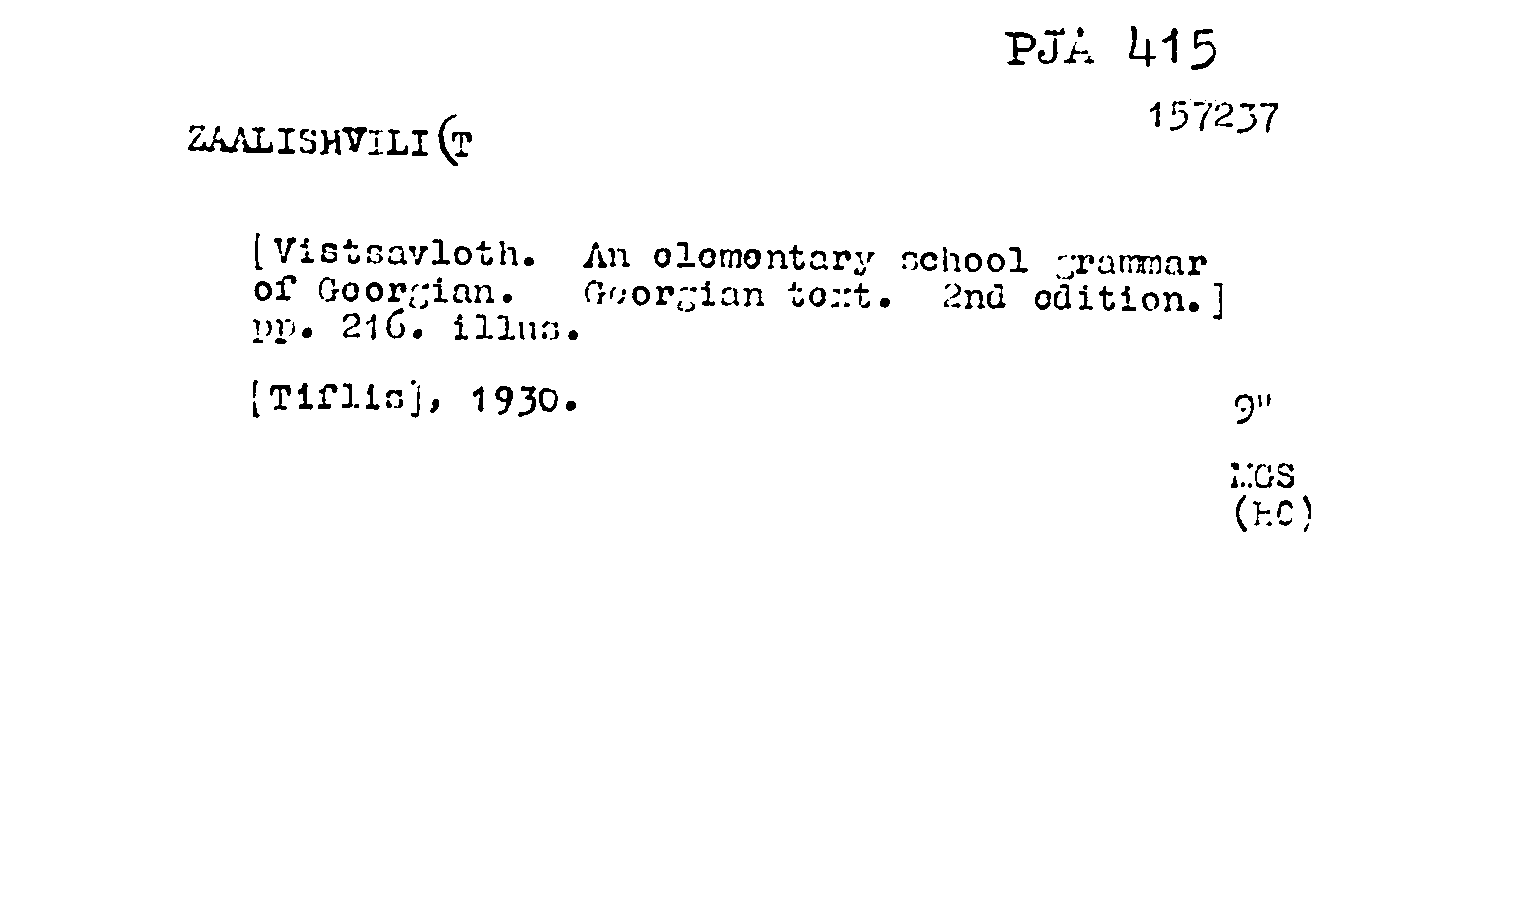 PJA 415
157237
ZAALISHVILI(T
[Vistsavloth. An elementary school grammar
of Georgian. Georgian text. 2nd edition.]
pp. 216. illus.
[Tiflis], 1930.
9"
MGS